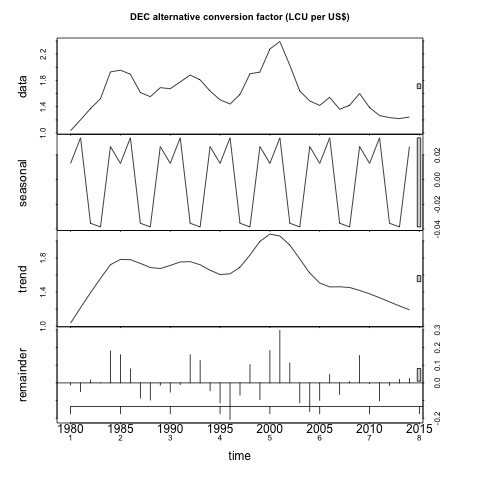 DEC alternative conversion factor (LCU per US$)
data
1.0 1.4 1.8 2.2
seasonal
-0.04 -0.02 0.00 0.02
trend
1.0 1.4 1.8
remainder
-0.2 0.0 0.1 0.2 0.3
1980 1985 1990 1995 2000 2005 2010 2015
1 2 3 4 5 6 7 8
time